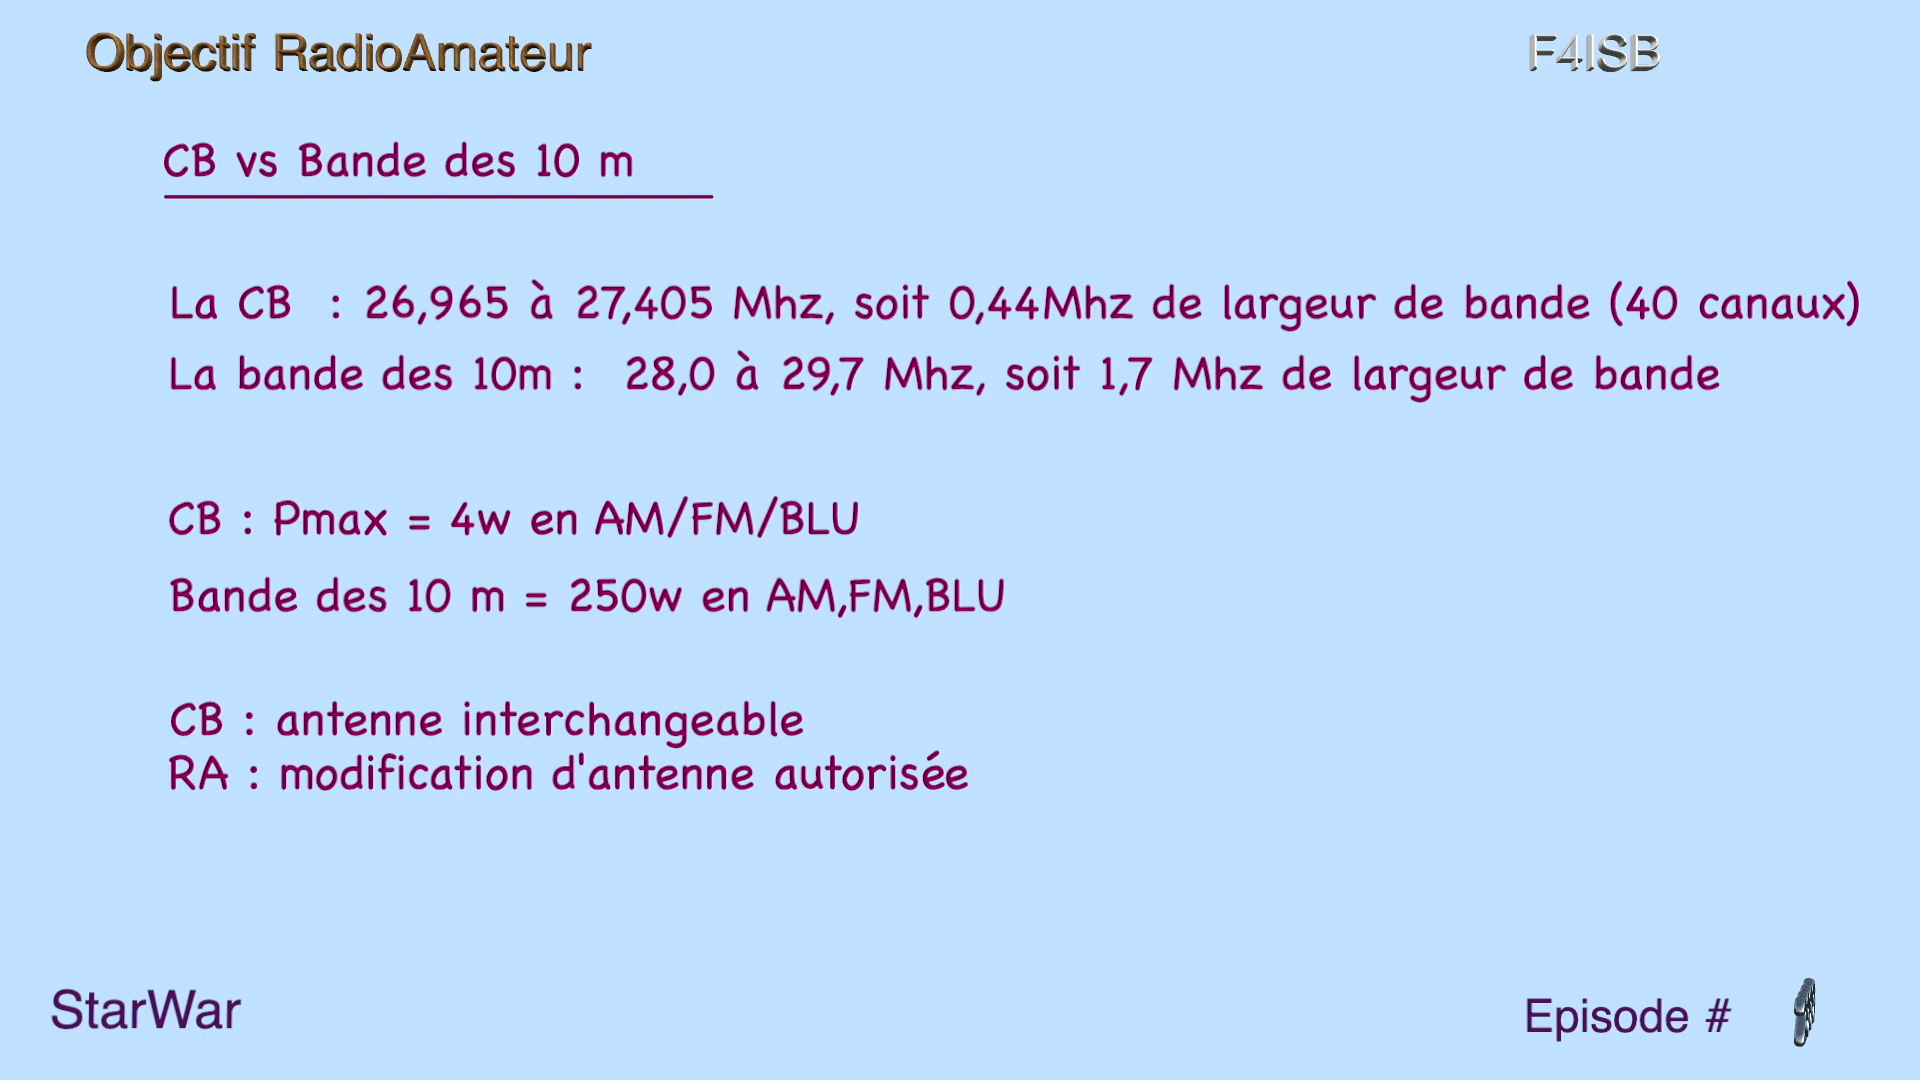 Objectif RadioAmateur
F4ISB
CB vs Bande des 10 m
La CB : 26,965 à 27,405 Mhz, soit 0,44Mhz de largeur de bande (40 canaux)
La bande des 10m : 28,0 à 29,7 Mhz, soit 1,7 Mhz de largeur de bande
CB : Pmax = 4w en AM/FM/BLU
Bande des 10 m = 250w en AM,FM,BLU
CB : antenne interchangeable
RA : modification d'antenne autorisée
StarWar
Episode #